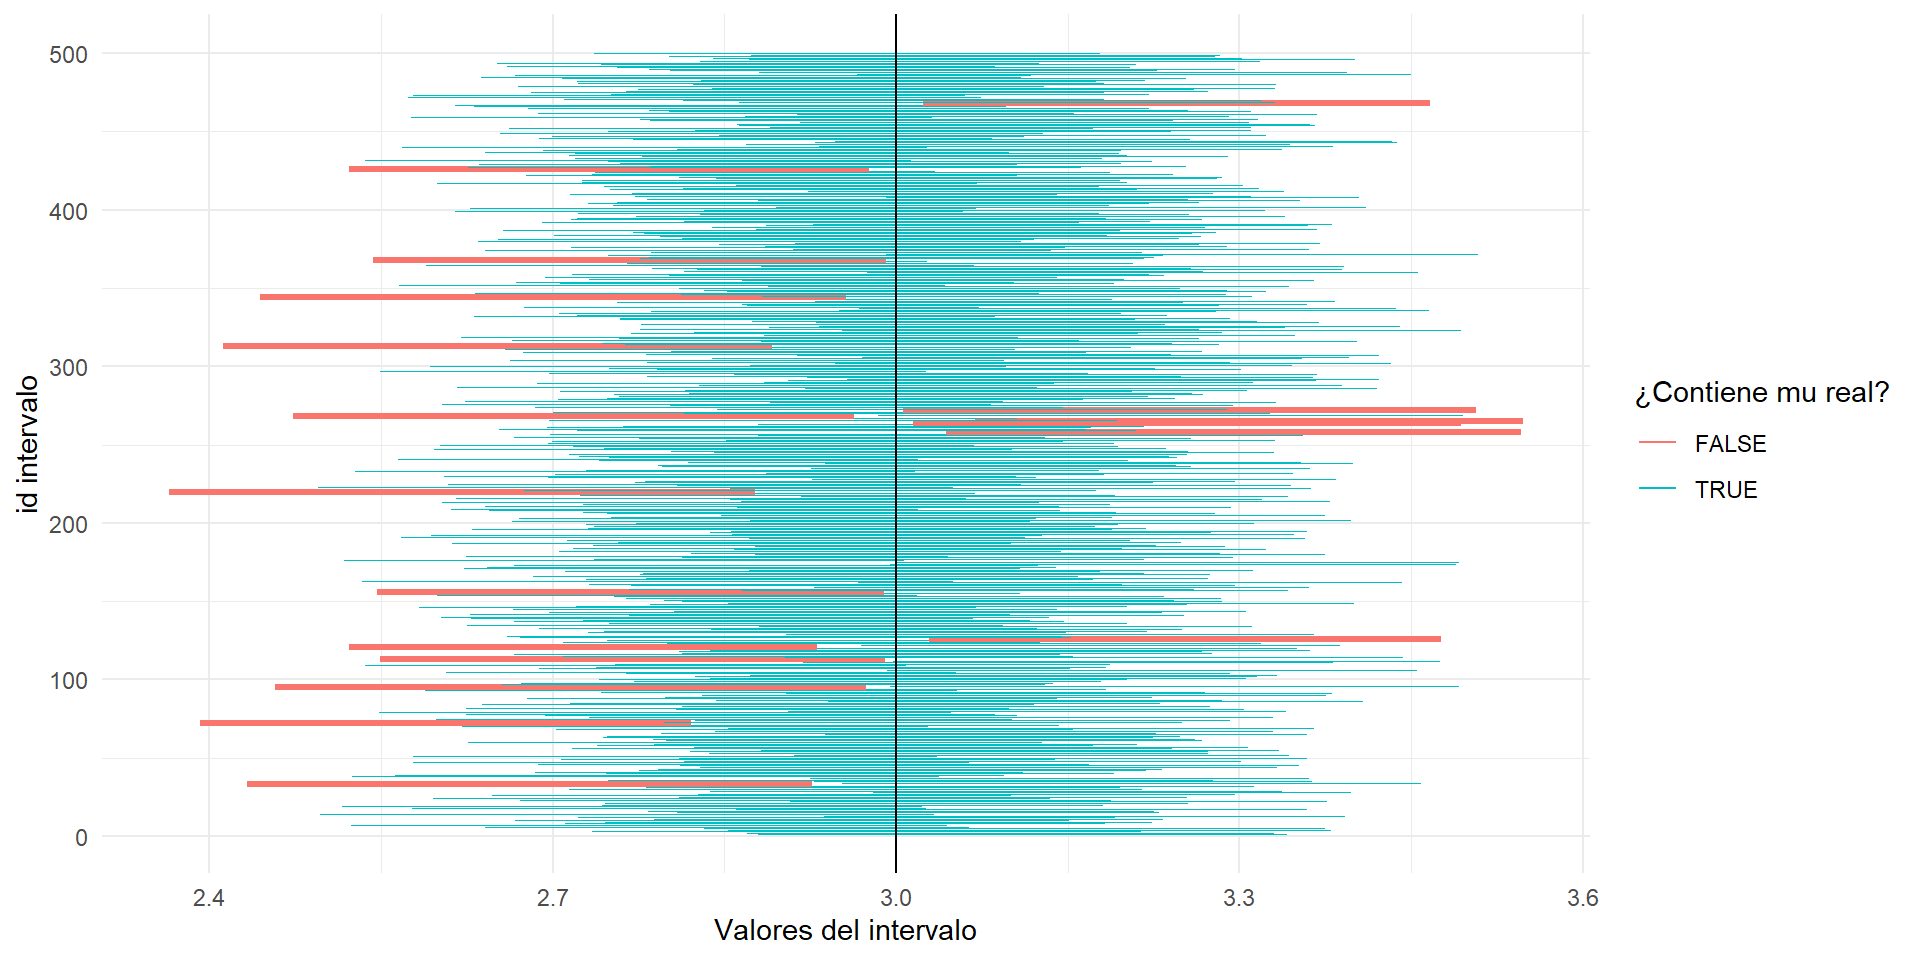 500
400
300
200
100
0
id intervalo
2.4 2.7 3.0 3.3 3.6
Valores del intervalo
¿Contiene mu real?
FALSE
TRUE